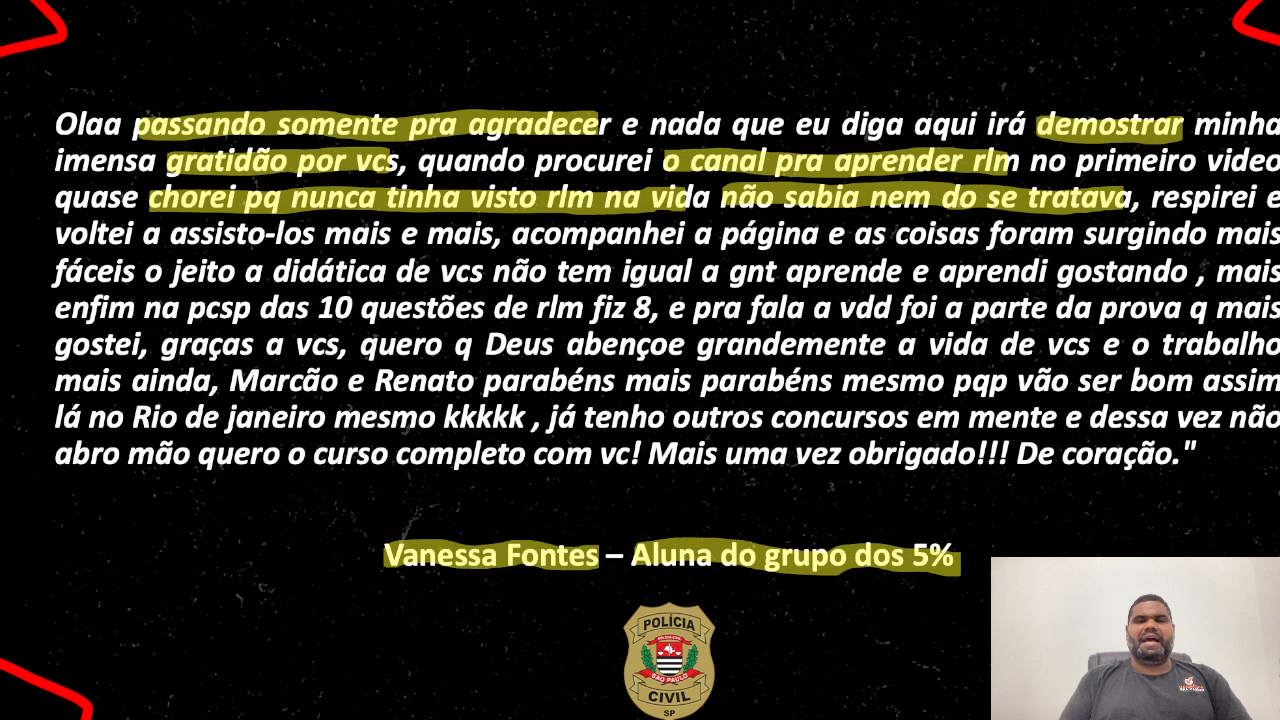 Olaa passando somente pra agradecer e nada que eu diga aqui irá demostrar minha
imensa gratidão por vcs, quando procurei o canal pra aprender rlm no primeiro video
quase chorei pq nunca tinha visto rlm na vida não sabia nem do se tratava, respirei e
voltei a assisto-los mais e mais, acompanhei a página e as coisas foram surgindo mais
fáceis o jeito a didática de vcs não tem igual a gnt aprende e aprendi gostando , mais
enfim na pcsp das 10 questões de rlm fiz 8, e pra fala a vdd foi a parte da prova q mais
gostei, graças a vcs, quero q Deus abençoe grandemente a vida de vcs e o trabalho
mais ainda, Marcão e Renato parabéns mais parabéns mesmo pqp vão ser bom assim
lá no Rio de janeiro mesmo kkkkk , já tenho outros concursos em mente e dessa vez não
abro mão quero o curso completo com vc! Mais uma vez obrigado!!! De coração."
Vanessa Fontes – Aluna do grupo dos 5%
POLÍCIA
SÃO PAULO
CIVIL
SP